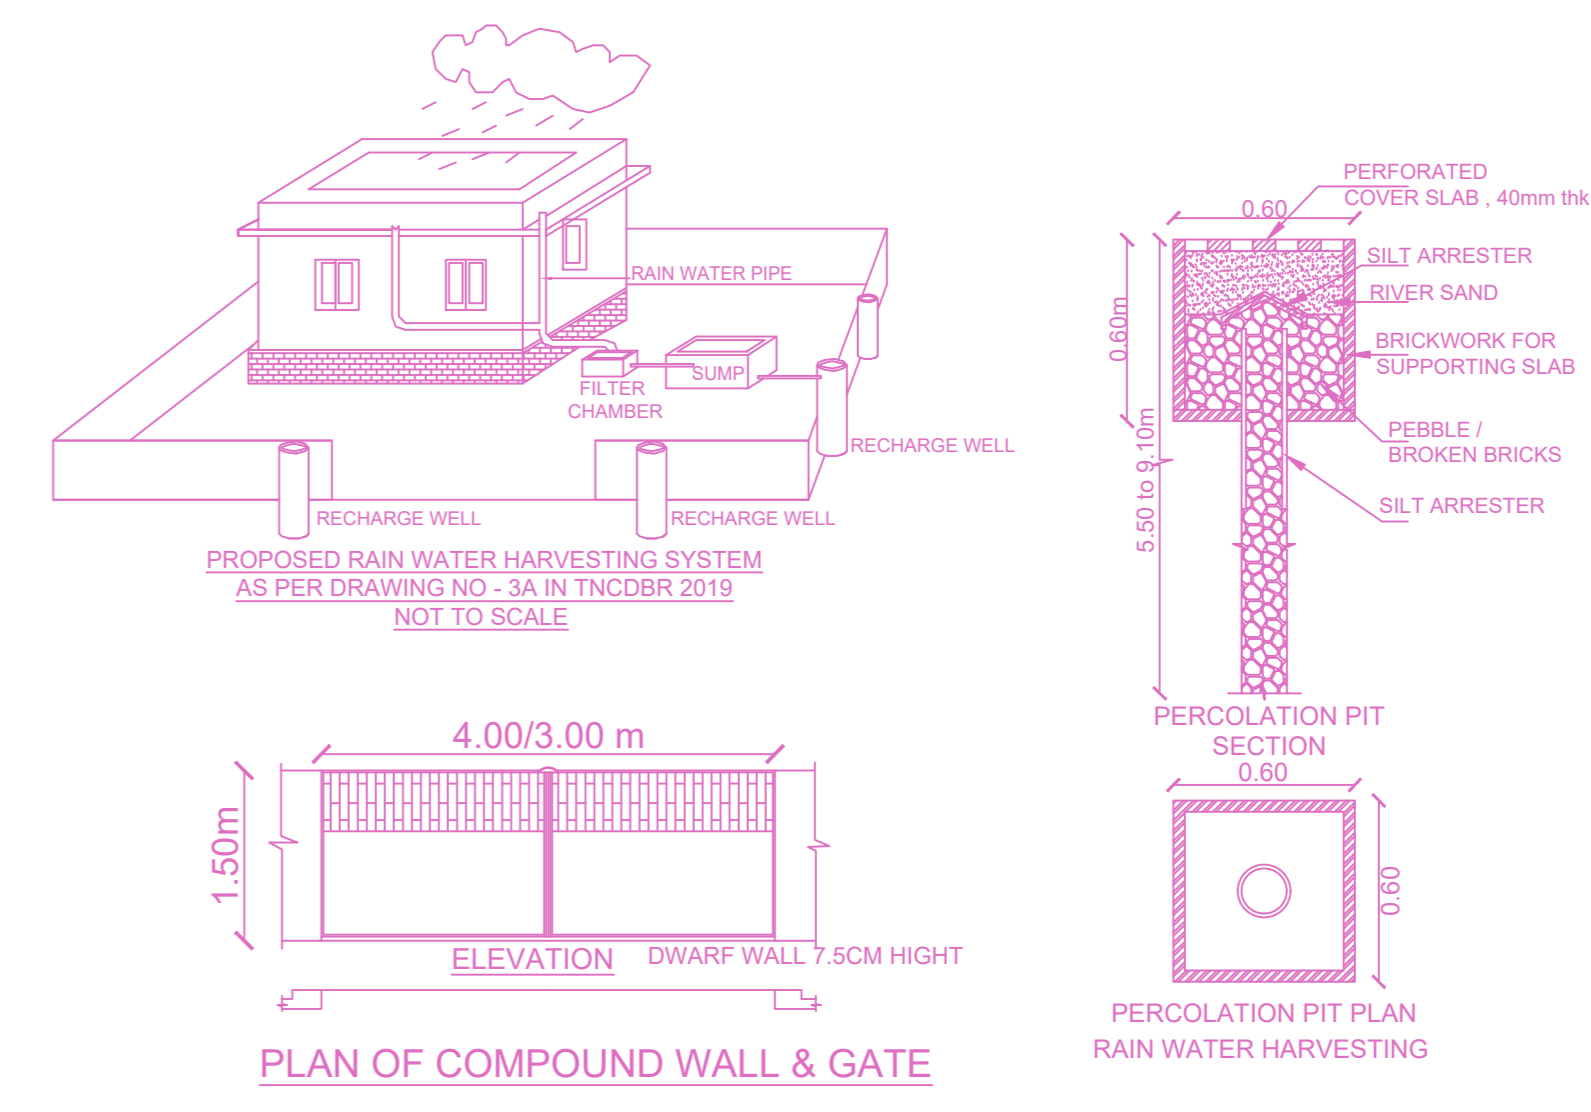 RAIN WATER PIPE
FILTER
CHAMBER
SUMP
RECHARGE WELL
RECHARGE WELL
RECHARGE WELL
PROPOSED RAIN WATER HARVESTING SYSTEM
AS PER DRAWING NO - 3A IN TNCDBR 2019
NOT TO SCALE
PERFORATED
COVER SLAB , 40mm thk
0.60
SILT ARRESTER
RIVER SAND
0.60m
BRICKWORK FOR
SUPPORTING SLAB
PEBBLE /
BROKEN BRICKS
5.50 to 9.10m
SILT ARRESTER
PERCOLATION PIT
SECTION
4.00/3.00 m
1.50m
ELEVATION
DWARF WALL 7.5CM HIGHT
PLAN OF COMPOUND WALL & GATE
0.60
0.60
PERCOLATION PIT PLAN
RAIN WATER HARVESTING